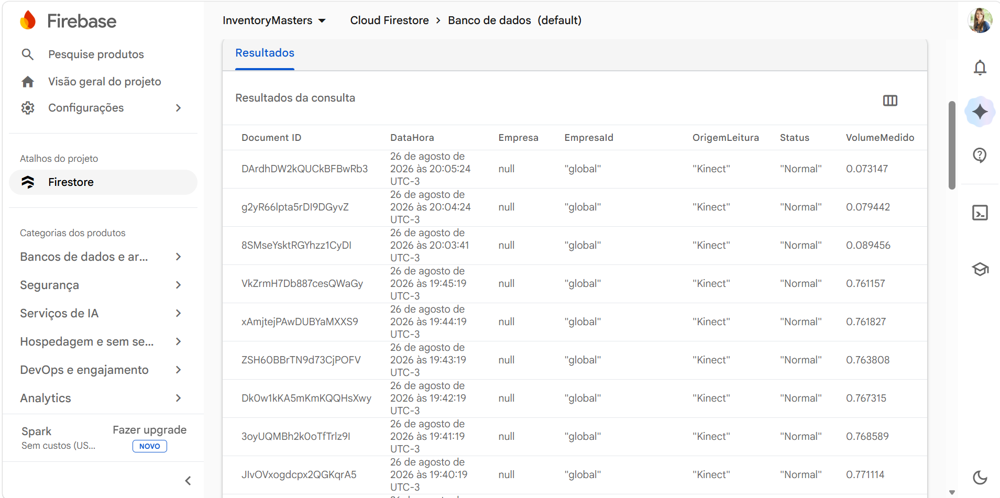 Firebase
Pesquise produtos
Visão geral do projeto
Configurações
Atalhos do projeto
Firestore
Categorias dos produtos
Bancos de dados e ar...
Segurança
Serviços de IA
Hospedagem e sem se...
DevOps e engajamento
Analytics
Spark
Sem custos (US...
Fazer upgrade
NOVO
InventoryMasters
Cloud Firestore > Banco de dados (default)
Resultados
Resultados da consulta
Document ID DataHora Empresa EmpresaId OrigemLeitura Status VolumeMedido
26 de agosto de
DArdhDW2kQUCkBFBwRb3 2026 às 20:05:24 null "global" "Kinect" "Normal" 0.073147
UTC-3
26 de agosto de
g2yR66lpta5rDI9DGyvZ 2026 às 20:04:24 null "global" "Kinect" "Normal" 0.079442
UTC-3
26 de agosto de
8SMseYsktRGYhzz1CyDI 2026 às 20:03:41 null "global" "Kinect" "Normal" 0.089456
UTC-3
26 de agosto de
VkZrmH7Db887cesQWaGy 2026 às 19:45:19 null "global" "Kinect" "Normal" 0.761157
UTC-3
26 de agosto de
xAmjtejPAwDUBYaMXXS9 2026 às 19:44:19 null "global" "Kinect" "Normal" 0.761827
UTC-3
26 de agosto de
ZSH60BBrTN9d73CjPOFV 2026 às 19:43:19 null "global" "Kinect" "Normal" 0.763808
UTC-3
26 de agosto de
Dk0w1kKA5mKmKQQHsXwy 2026 às 19:42:19 null "global" "Kinect" "Normal" 0.767315
UTC-3
26 de agosto de
3oyUQMBh2k0oTfTrlz9I 2026 às 19:41:19 null "global" "Kinect" "Normal" 0.768589
UTC-3
26 de agosto de
JIvOVxogdcpx2QGKqrA5 2026 às 19:40:19 null "global" "Kinect" "Normal" 0.771114
UTC-3